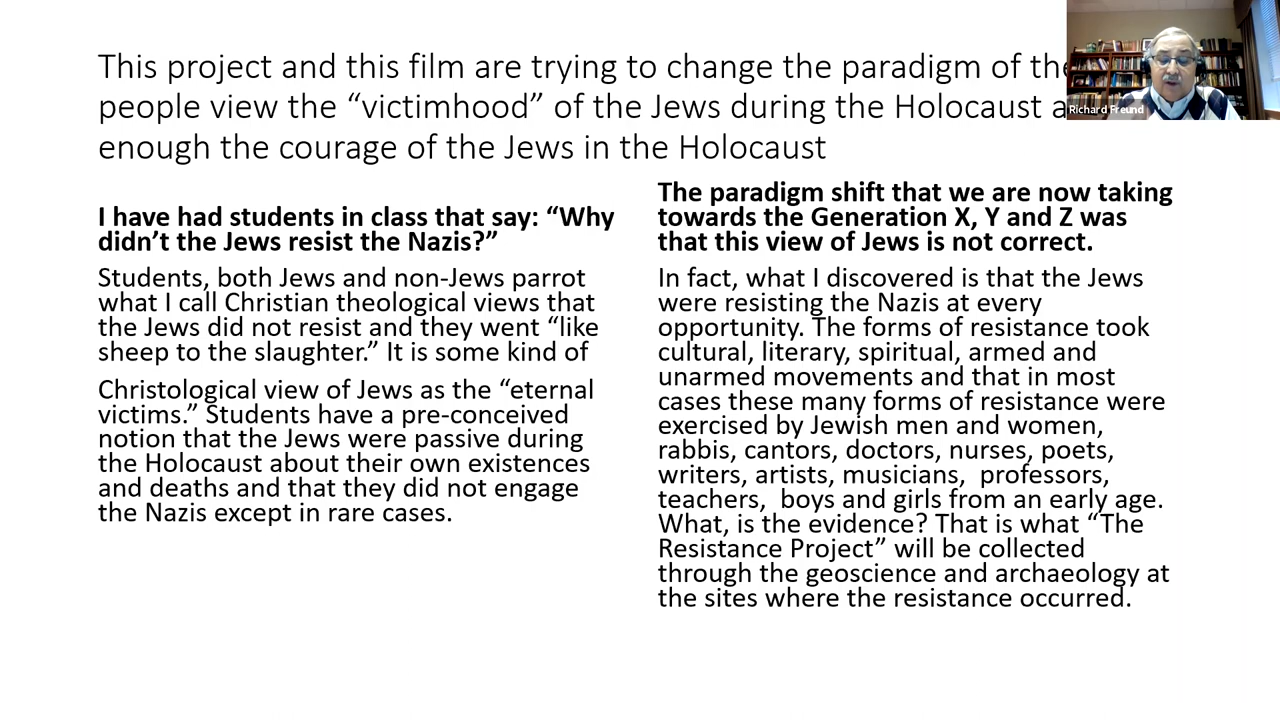 This project and this film are trying to change the paradigm of the
people view the “victimhood” of the Jews during the Holocaust a
enough the courage of the Jews in the Holocaust
Richard Freund
I have had students in class that say: “Why
didn’t the Jews resist the Nazis?”
Students, both Jews and non-Jews parrot
what I call Christian theological views that
the Jews did not resist and they went “like
sheep to the slaughter.” It is some kind of
Christological view of Jews as the “eternal
victims.” Students have a pre-conceived
notion that the Jews were passive during
the Holocaust about their own existences
and deaths and that they did not engage
the Nazis except in rare cases.
The paradigm shift that we are now taking
towards the Generation X, Y and Z was
that this view of Jews is not correct.
In fact, what I discovered is that the Jews
were resisting the Nazis at every
opportunity. The forms of resistance took
cultural, literary, spiritual, armed and
unarmed movements and that in most
cases these many forms of resistance were
exercised by Jewish men and women,
rabbis, cantors, doctors, nurses, poets,
writers, artists, musicians,  professors,
teachers,  boys and girls from an early age.
What, is the evidence? That is what “The
Resistance Project” will be collected
through the geoscience and archaeology at
the sites where the resistance occurred.